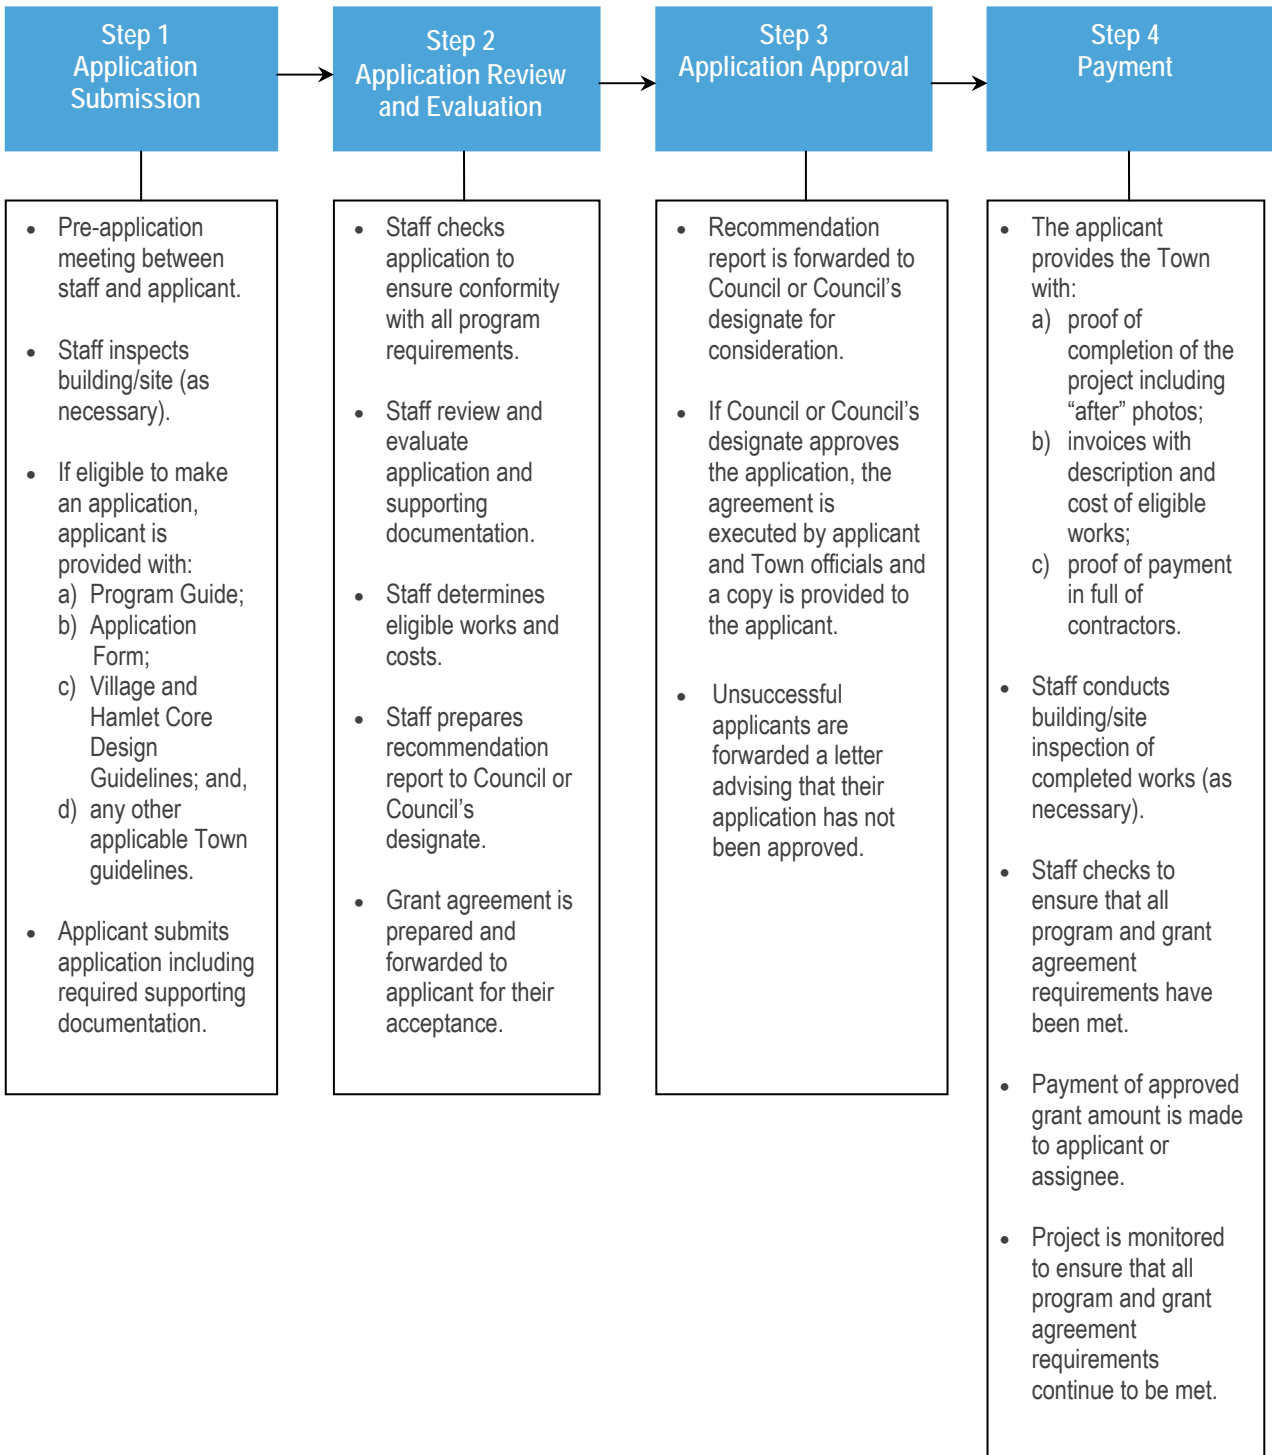 Step 1
Application
Submission
• Pre-application
meeting between
staff and applicant.
• Staff inspects
building/site (as
necessary).
• If eligible to make
an application,
applicant is
provided with:
a) Program Guide;
b) Application
Form;
c) Village and
Hamlet Core
Design
Guidelines; and,
d) any other
applicable Town
guidelines.
• Applicant submits
application including
required supporting
documentation.
Step 2
Application Review
and Evaluation
• Staff checks
application to
ensure conformity
with all program
requirements.
• Staff review and
evaluate
application and
supporting
documentation.
• Staff determines
eligible works and
costs.
• Staff prepares
recommendation
report to Council or
Council’s
designate.
• Grant agreement is
prepared and
forwarded to
applicant for their
acceptance.
Step 3
Application Approval
• Recommendation
report is forwarded to
Council or Council’s
designate for
consideration.
• If Council or Council’s
designate approves
the application, the
agreement is
executed by applicant
and Town officials and
a copy is provided to
the applicant.
• Unsuccessful
applicants are
forwarded a letter
advising that their
application has not
been approved.
Step 4
Payment
• The applicant
provides the Town
with:
a) proof of
completion of the
project including
“after” photos;
b) invoices with
description and
cost of eligible
works;
c) proof of payment
in full of
contractors.
• Staff conducts
building/site
inspection of
completed works (as
necessary).
• Staff checks to
ensure that all
program and grant
agreement
requirements have
been met.
• Payment of approved
grant amount is made
to applicant or
assignee.
• Project is monitored
to ensure that all
program and grant
agreement
requirements
continue to be met.